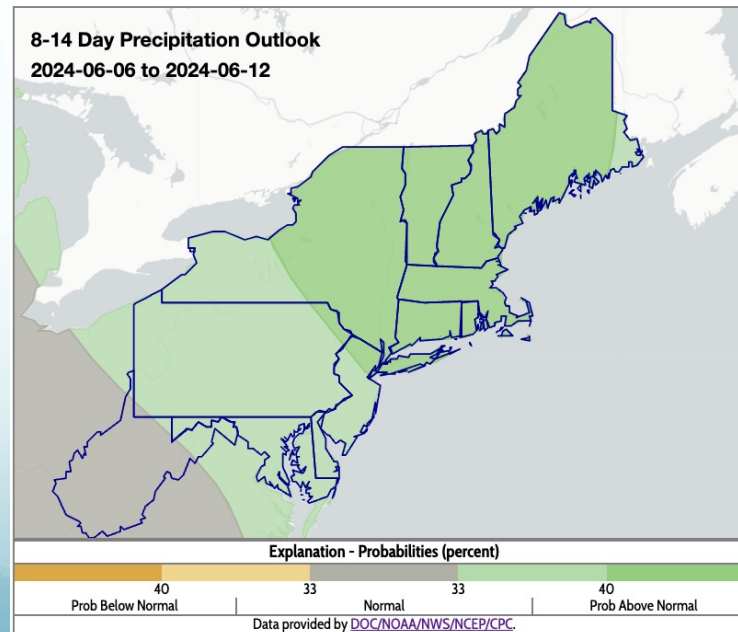 8-14 Day Precipitation Outlook
2024-06-06 to 2024-06-12
Explanation - Probabilities (percent)
40 33 33 40
Prob Below Normal | Normal | Prob Above Normal
Data provided by DOC/NOAA/NWS/NCEP/CPC.